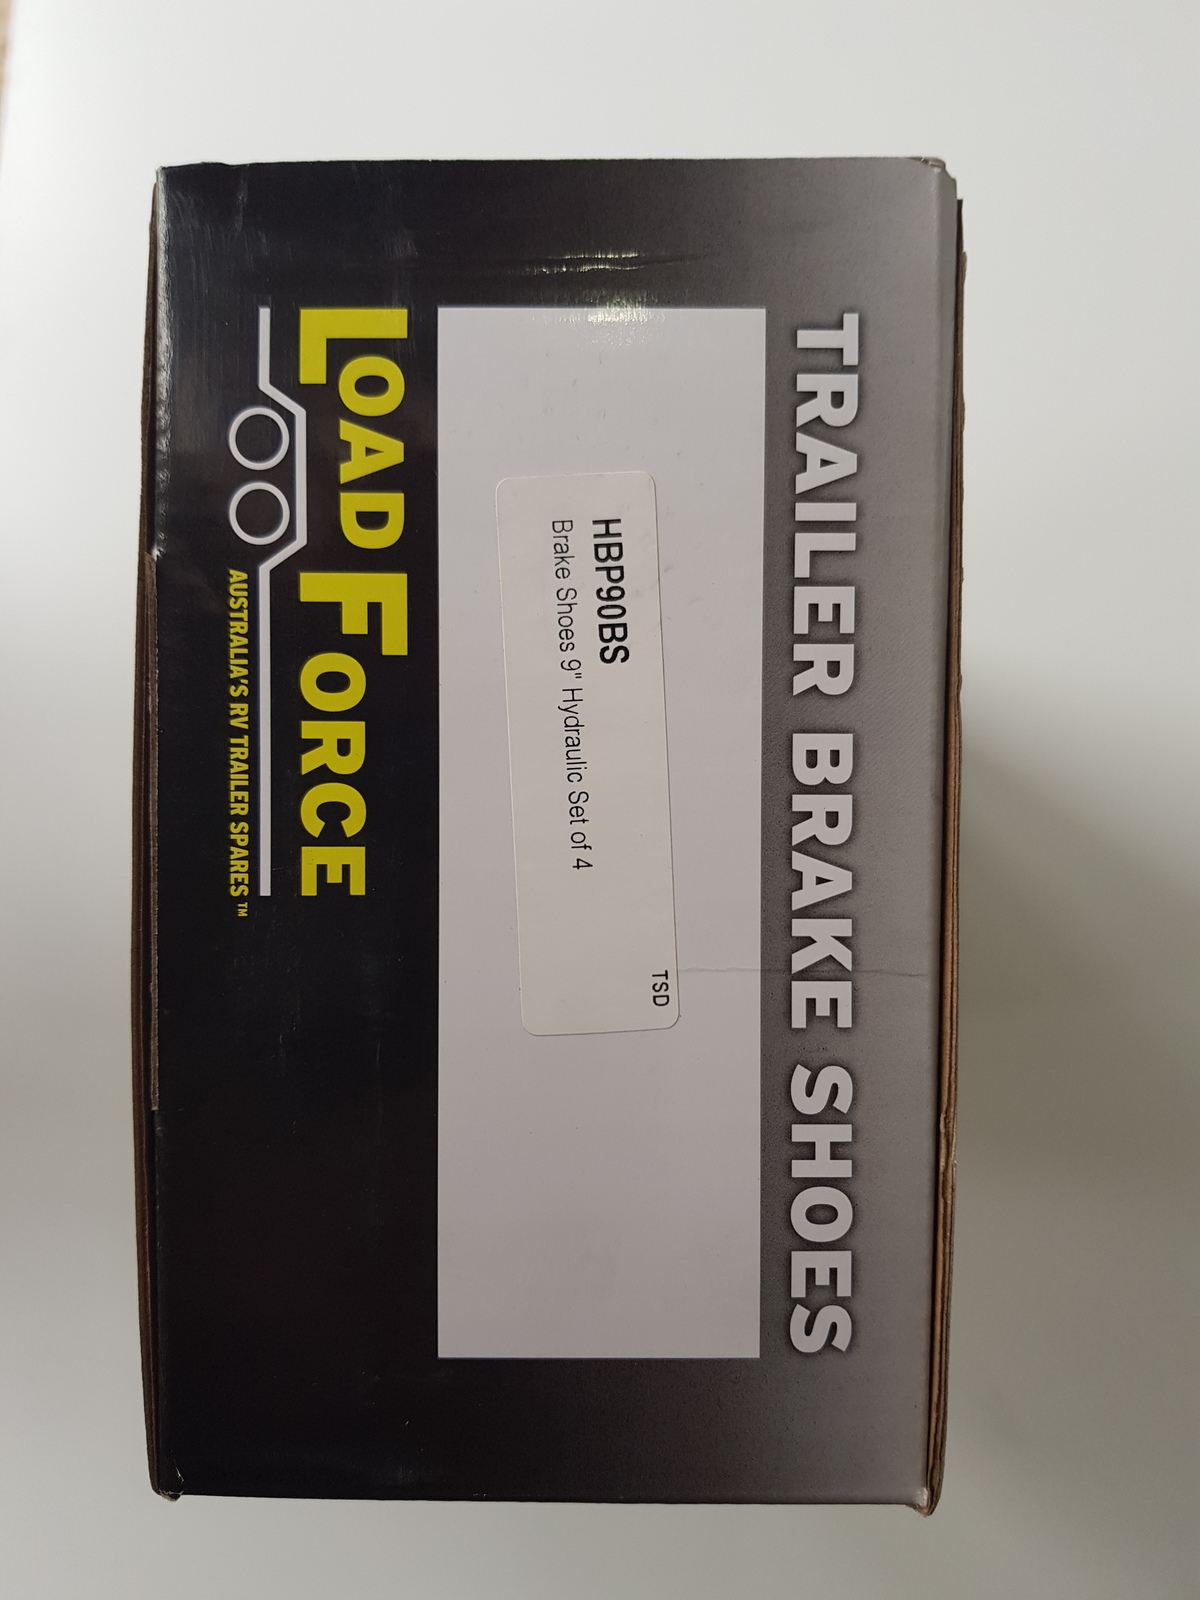 TRAILER BRAKE SHOES
TSD
HBP90BS
Brake Shoes 9" Hydraulic Set of 4
LOAD FORCE
AUSTRALIA'S RV TRAILER SPARES™